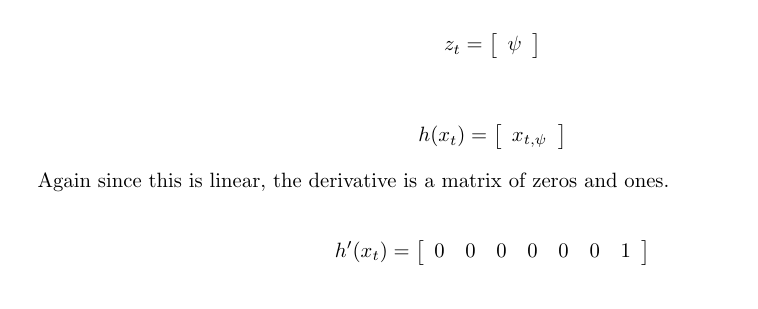 z_t = [ ψ ]
h(x_t) = [ x_{t,ψ} ]
Again since this is linear, the derivative is a matrix of zeros and ones.
h′(x_t) = [ 0 0 0 0 0 0 1 ]